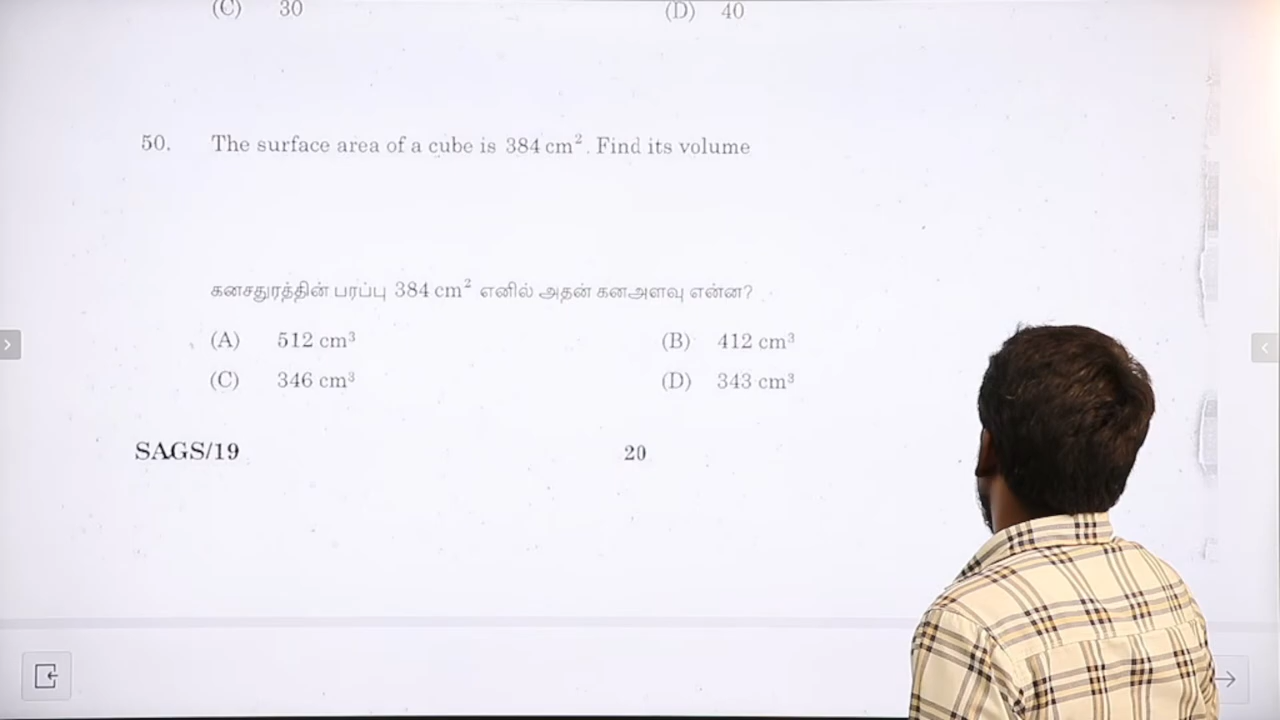 (C) 30 (D) 40
50. The surface area of a cube is 384 cm². Find its volume
கனசதுரத்தின் பரப்பு 384 cm² எனில் அதன் கனஅளவு என்ன?
(A) 512 cm³ (B) 412 cm³
(C) 346 cm³ (D) 343 cm³
SAGS/19 20